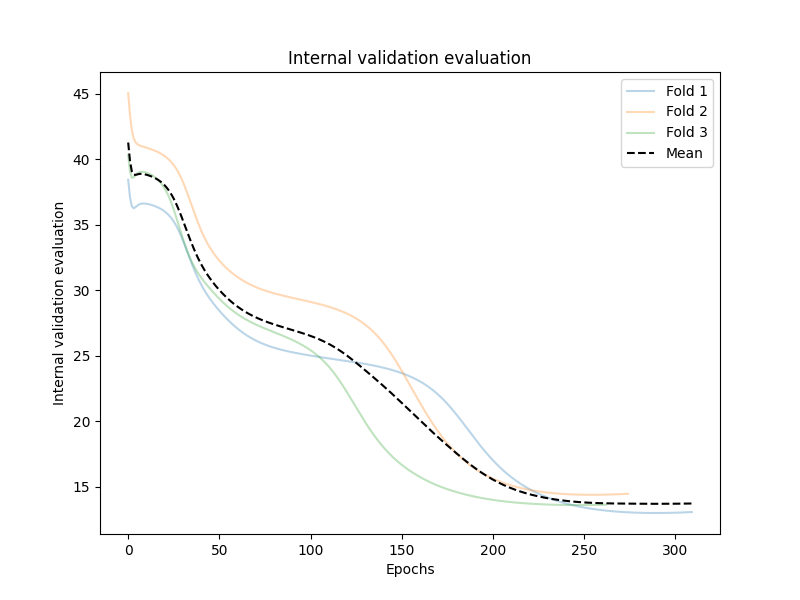 Internal validation evaluation
Fold 1
Fold 2
Fold 3
Mean
Internal validation evaluation
45
40
35
30
25
20
15
0 50 100 150 200 250 300
Epochs